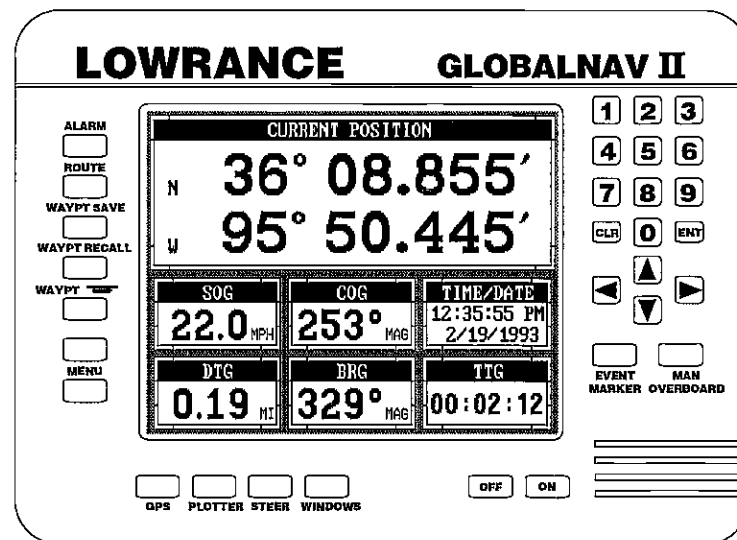 LOWRANCE GLOBALNAV II
ALARM
ROUTE
WAYPT SAVE
WAYPT RECALL
WAYPT
MENU
CURRENT POSITION
N 36° 08.855′
W 95° 50.445′
SOG COG TIME/DATE
22.0 MPH 253° MAG 12:35:55 PM
2/19/1993
DTG BRG TTG
0.19 MI 329° MAG 00:02:12
1 2 3
4 5 6
7 8 9
CLR 0 ENT
EVENT MARKER
MAN OVERBOARD
GPS PLOTTER STEER WINDOWS
OFF ON